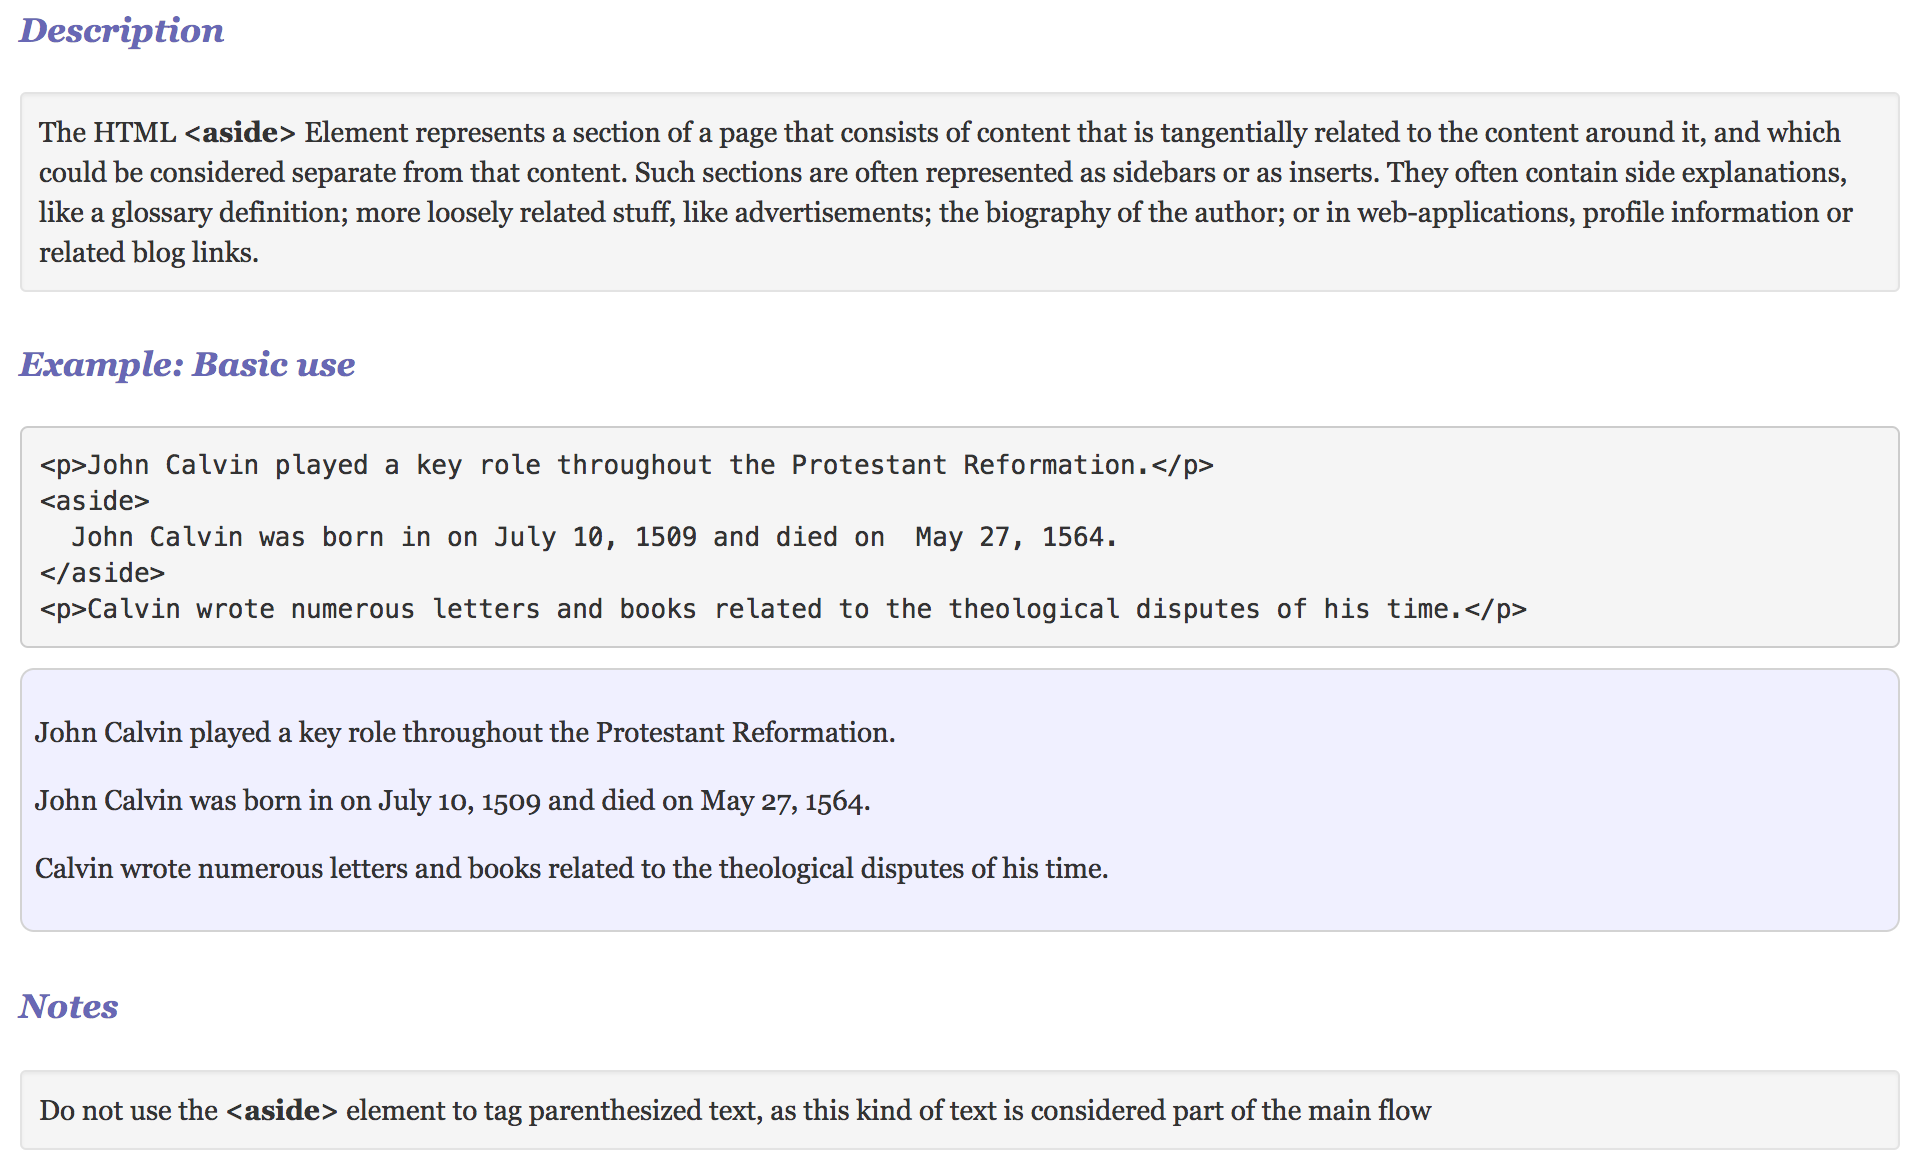 Description
The HTML <aside> Element represents a section of a page that consists of content that is tangentially related to the content around it, and which
could be considered separate from that content. Such sections are often represented as sidebars or as inserts. They often contain side explanations,
like a glossary definition; more loosely related stuff, like advertisements; the biography of the author; or in web-applications, profile information or
related blog links.
Example: Basic use
<p>John Calvin played a key role throughout the Protestant Reformation.</p>
<aside>
  John Calvin was born in on July 10, 1509 and died on  May 27, 1564.
</aside>
<p>Calvin wrote numerous letters and books related to the theological disputes of his time.</p>
John Calvin played a key role throughout the Protestant Reformation.
John Calvin was born in on July 10, 1509 and died on May 27, 1564.
Calvin wrote numerous letters and books related to the theological disputes of his time.
Notes
Do not use the <aside> element to tag parenthesized text, as this kind of text is considered part of the main flow